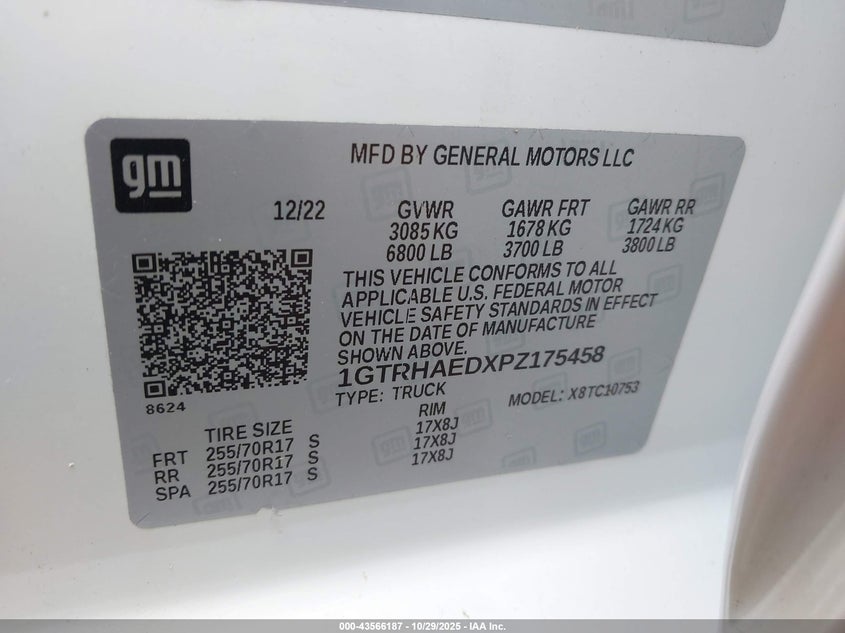 gm
MFD BY GENERAL MOTORS LLC
12/22 GVWR GAWR FRT GAWR RR
3085 KG 1678 KG 1724 KG
6800 LB 3700 LB 3800 LB
THIS VEHICLE CONFORMS TO ALL
APPLICABLE U.S. FEDERAL MOTOR
VEHICLE SAFETY STANDARDS IN EFFECT
ON THE DATE OF MANUFACTURE
SHOWN ABOVE.
1GTRHAEDXPZ175458
8624 TYPE: TRUCK MODEL: X8TC10753
TIRE SIZE RIM
FRT 255/70R17 S 17X8J
RR 255/70R17 S 17X8J
SPA 255/70R17 S 17X8J
000-43566187 - 10/29/2025 - IAA Inc.